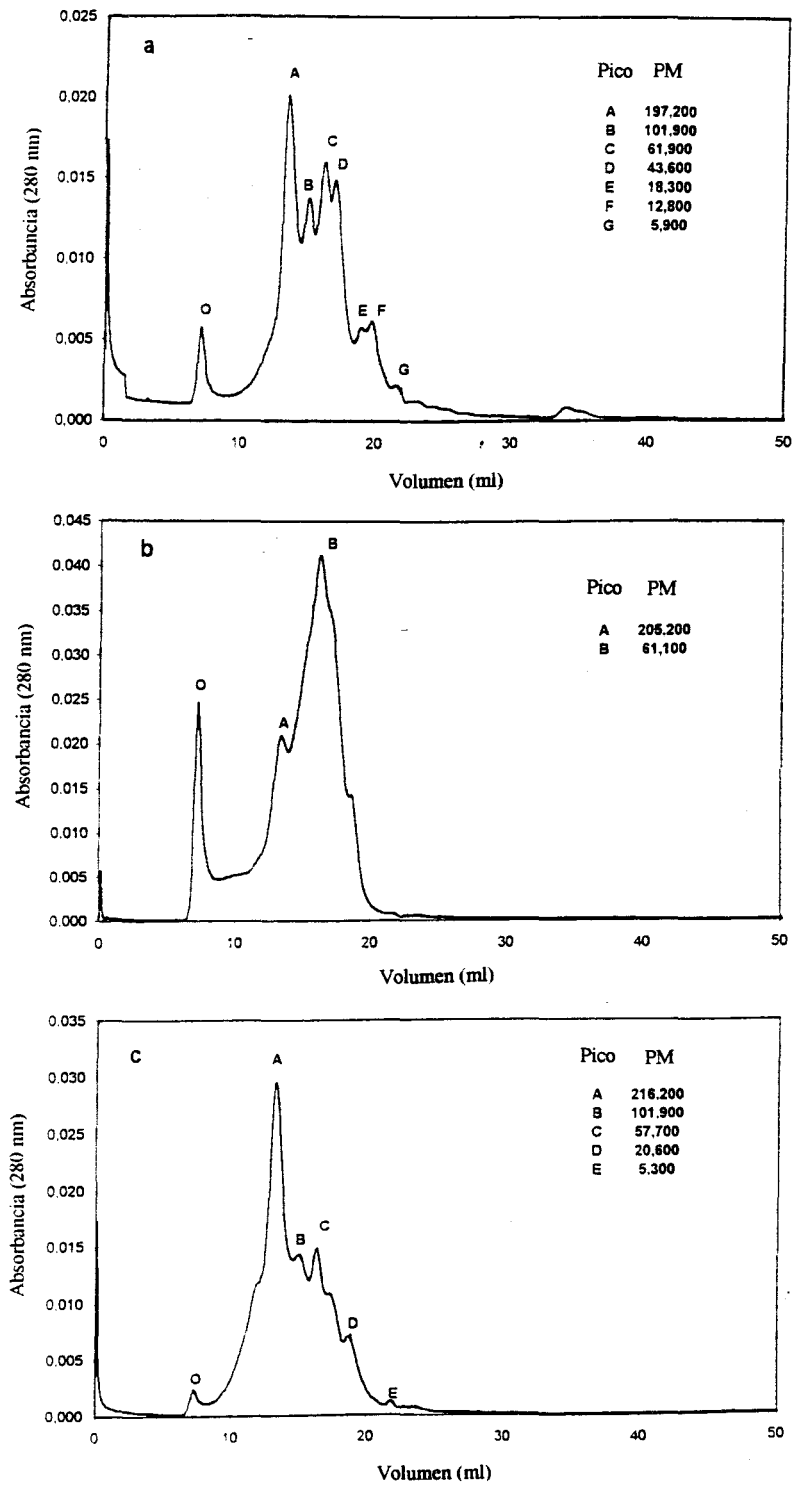 a
0,025
0,020
0,015
0,010
0,005
0,000
Absorbancia (280 nm)
A
B
C
D
E
F
G
O
0
10
20
30
40
50
Volumen (ml)
Pico PM
A 197,200
B 101,900
C 61,900
D 43,600
E 18,300
F 12,800
G 5,900
b
0.045
0.040
0.035
0.030
0.025
0.020
0.015
0.010
0.005
0.000
Absorbancia (280 nm)
O
A
B
0
10
20
30
40
50
Volumen (ml)
Pico PM
A 205.200
B 61,100
C
0.035
0.030
0.025
0.020
0.015
0.010
0.005
0,000
Absorbancia (280 nm)
O
A
B
C
D
E
0
10
20
30
40
50
Volumen (ml)
Pico PM
A 216.200
B 101.900
C 57,700
D 20,600
E 5.300